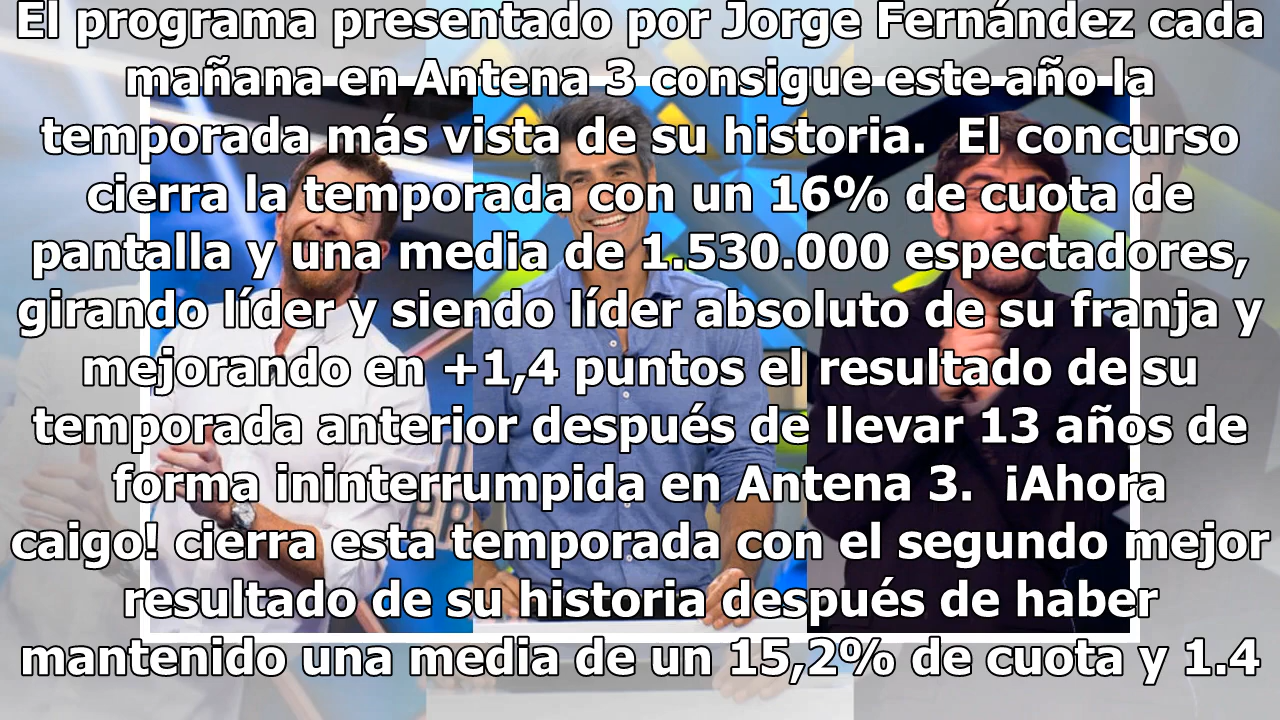 El programa presentado por Jorge Fernández cada
mañana en Antena 3 consigue este año la
temporada más vista de su historia.  El concurso
cierra la temporada con un 16% de cuota de
pantalla y una media de 1.530.000 espectadores,
girando líder y siendo líder absoluto de su franja y
mejorando en +1,4 puntos el resultado de su
temporada anterior después de llevar 13 años de
forma ininterrumpida en Antena 3.  ¡Ahora
caigo! cierra esta temporada con el segundo mejor
resultado de su historia después de haber
mantenido una media de un 15,2% de cuota y 1.4